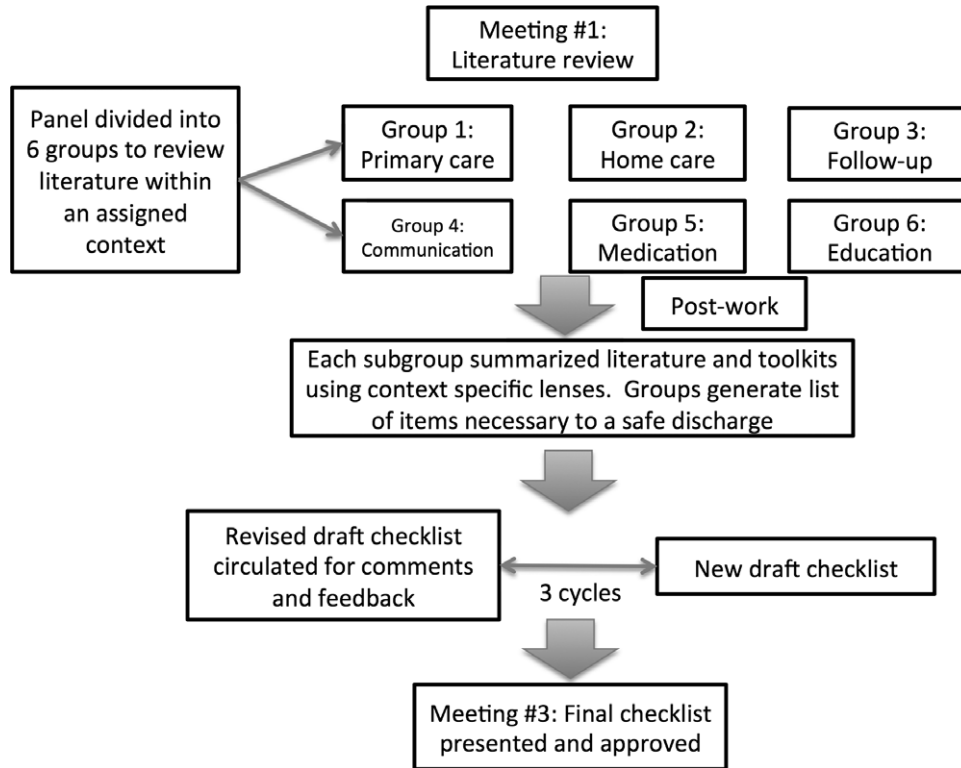 Meeting #1:
Literature review
Panel divided into
6 groups to review
literature within
an assigned
context
Group 1:
Primary care
Group 2:
Home care
Group 3:
Follow-up
Group 4:
Communication
Group 5:
Medication
Group 6:
Education
Post-work
Each subgroup summarized literature and toolkits
using context specific lenses. Groups generate list
of items necessary to a safe discharge
Revised draft checklist
circulated for comments
and feedback
3 cycles
New draft checklist
Meeting #3: Final checklist
presented and approved